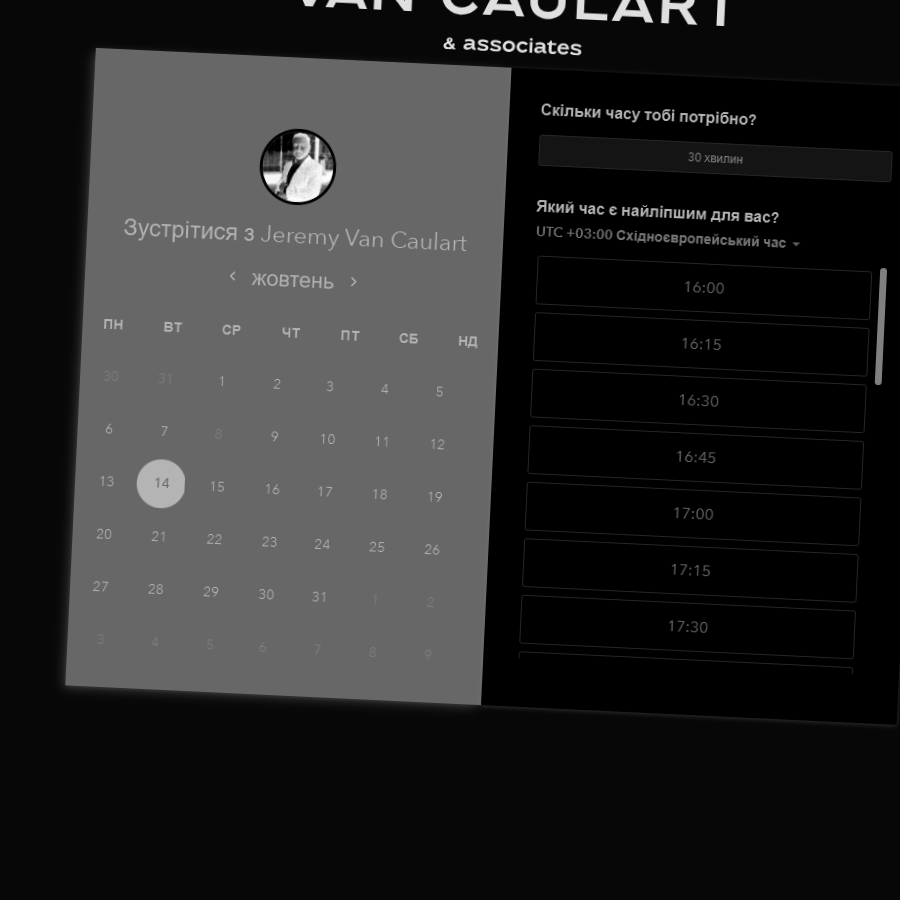 VAN CAULART
& associates
Зустрітися з Jeremy Van Caulart
жовтень
ПН ВТ СР ЧТ ПТ СБ НД
30 31 1 2 3 4 5
6 7 8 9 10 11 12
13 14 15 16 17 18 19
20 21 22 23 24 25 26
27 28 29 30 31 1 2
3 4 5 6 7 8 9
Скільки часу тобі потрібно?
30 хвилин
Який час є найліпшим для вас?
UTC +03:00 Східноєвропейський час
16:00
16:15
16:30
16:45
17:00
17:15
17:30